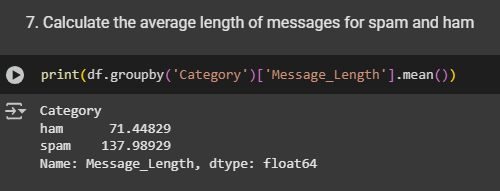 7. Calculate the average length of messages for spam and ham
print(df.groupby('Category')['Message_Length'].mean())
Category
ham      71.44829
spam    137.98929
Name: Message_Length, dtype: float64